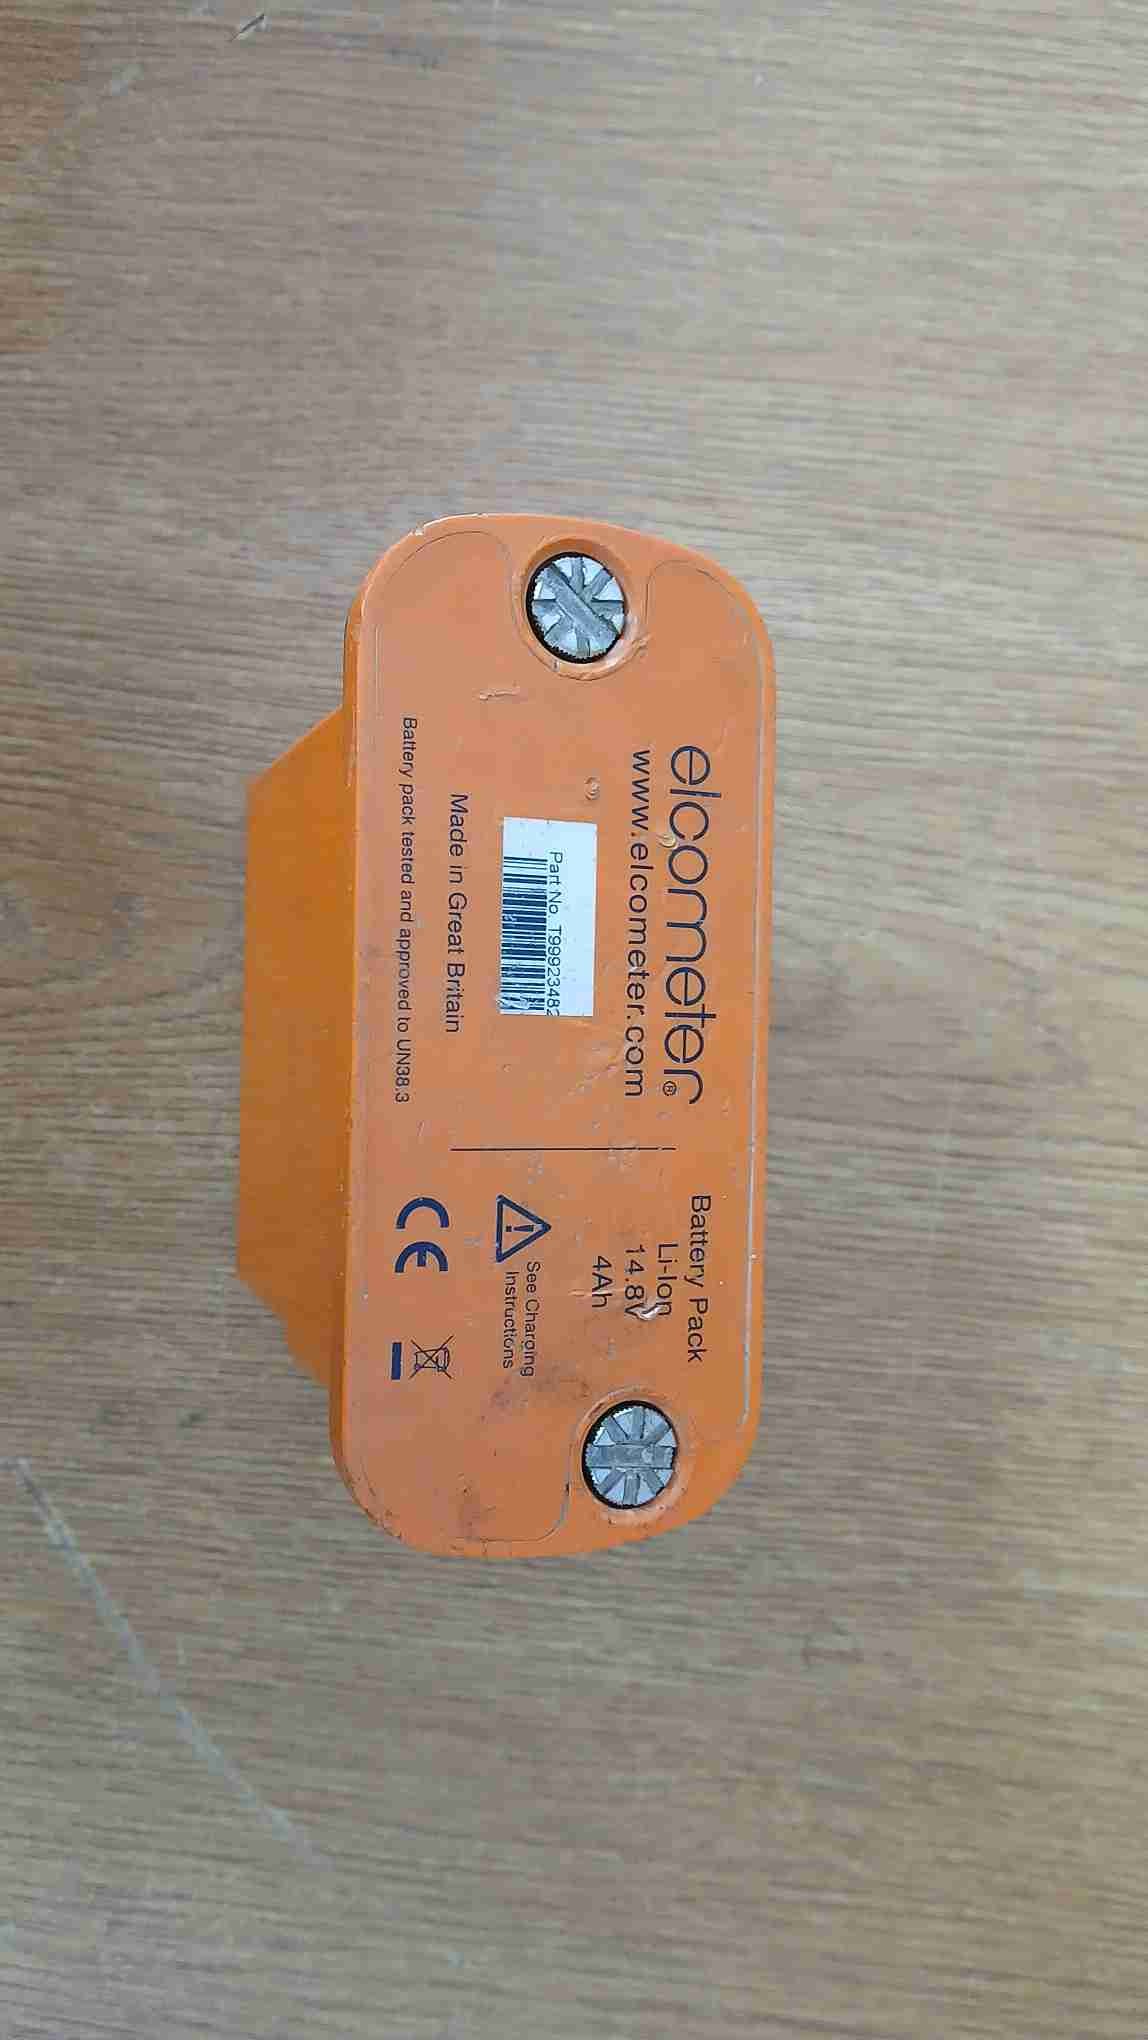 elcometer®
www.elcometer.com
Part No. T99923482
Made in Great Britain
Battery pack tested and approved to UN38.3
Battery Pack
Li-Ion
14.8V
4Ah
See Charging
Instructions
CE